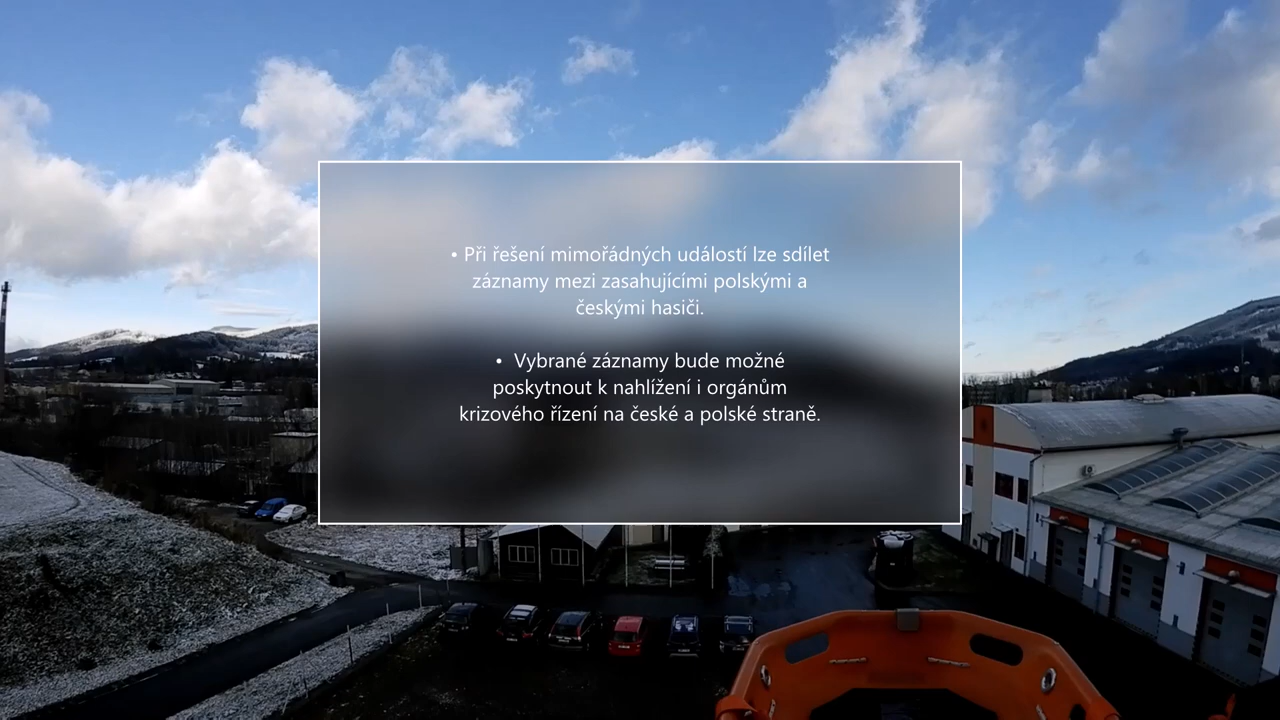 • Při řešení mimořádných událostí lze sdílet
záznamy mezi zasahujícími polskými a
českými hasiči.
• Vybrané záznamy bude možné
poskytnout k nahlížení i orgánům
krizového řízení na české a polské straně.